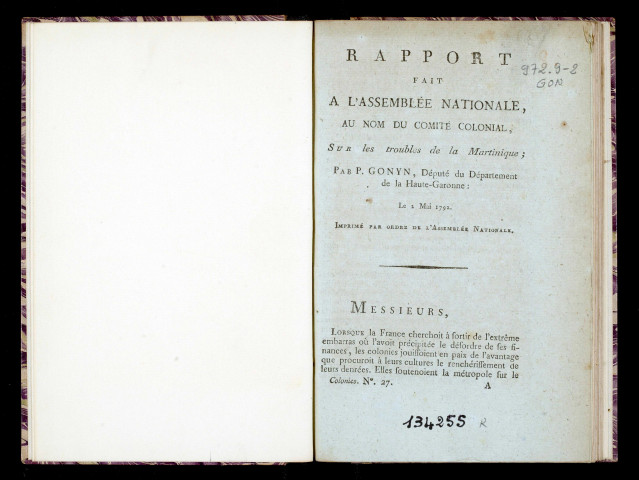 RAPPORT
FAIT
A L'ASSEMBLÉE NATIONALE,
AU NOM DU COMITÉ COLONIAL,
SUR les troubles de la Martinique;
PAR P. GONYN, Député du Département
de la Haute-Garonne:
Le 2 Mai 1792.
IMPRIMÉ PAR ORDRE DE L'ASSEMBLÉE NATIONALE.
972.9-2
GON
MESSIEURS,
LORSQUE la France cherchoit à ſortir de l'extrême
embarras où l'avoit précipitée le déſordre de ſes fi-
nances, les colonies jouiſſoient en paix de l'avantage
que procuroit à leurs cultures le renchériſſement de
leurs denrées. Elles ſoutenoient la métropole ſur le
Colonies. Nº. 27. A
134255 R